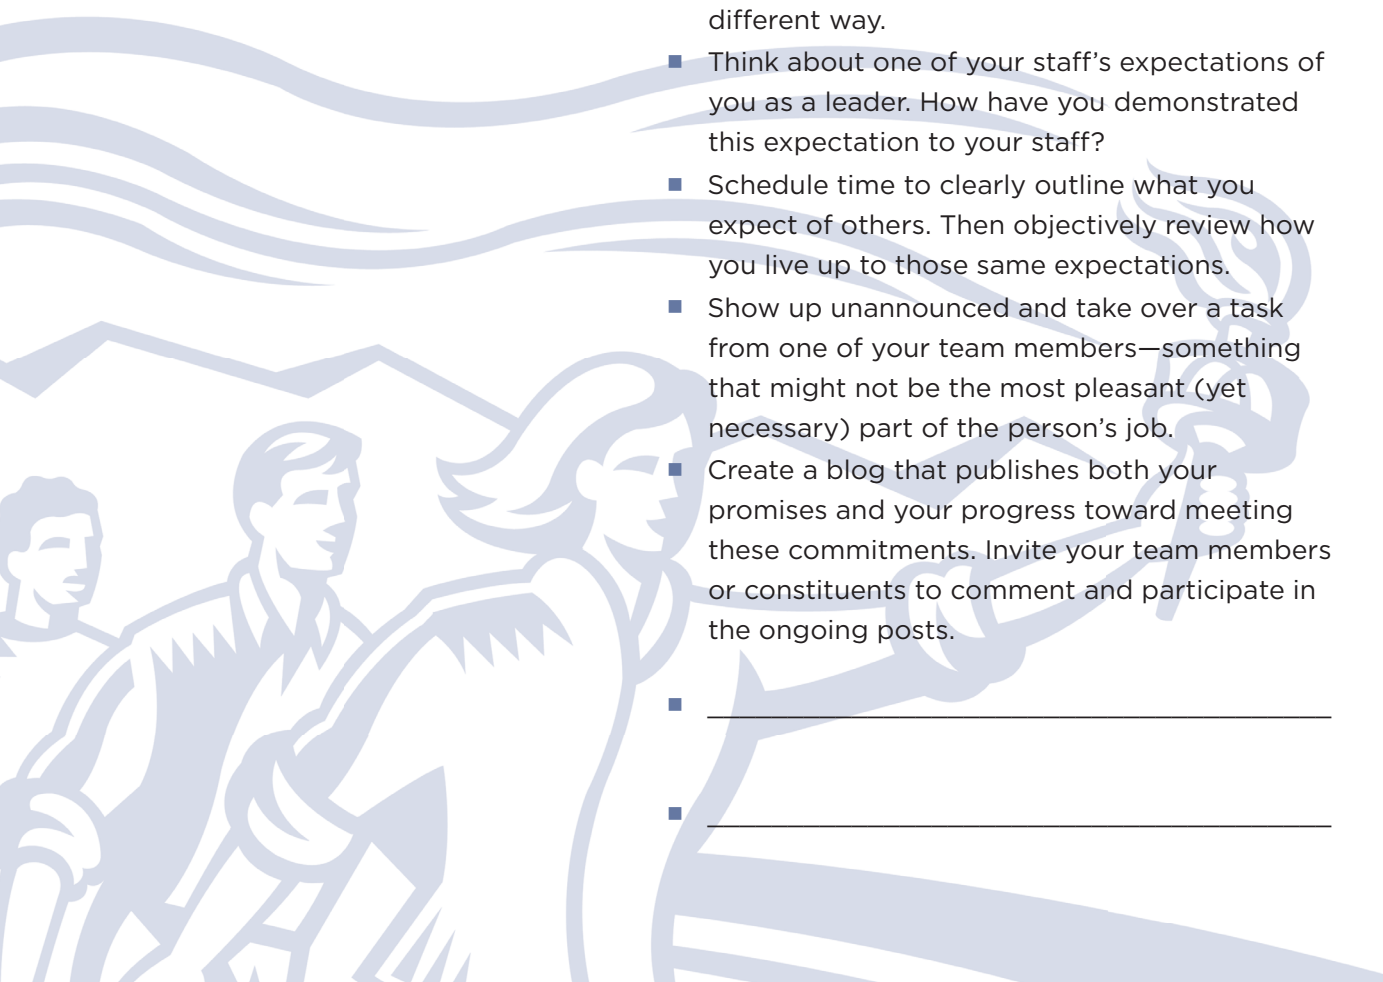 different way.
■ Think about one of your staff’s expectations of
you as a leader. How have you demonstrated
this expectation to your staff?
■ Schedule time to clearly outline what you
expect of others. Then objectively review how
you live up to those same expectations.
■ Show up unannounced and take over a task
from one of your team members—something
that might not be the most pleasant (yet
necessary) part of the person’s job.
■ Create a blog that publishes both your
promises and your progress toward meeting
these commitments. Invite your team members
or constituents to comment and participate in
the ongoing posts.
■ ______________________________________
■ ______________________________________